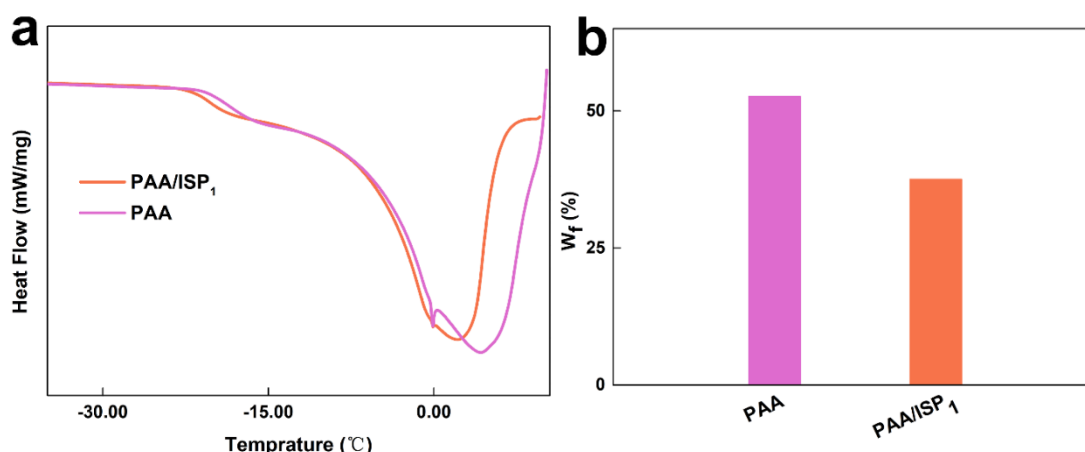 a
Heat Flow (mW/mg)
PAA/ISP₁
PAA
-30.00
-15.00
0.00
Temprature (℃)
b
W_f (%)
50
25
0
PAA
PAA/ISP₁